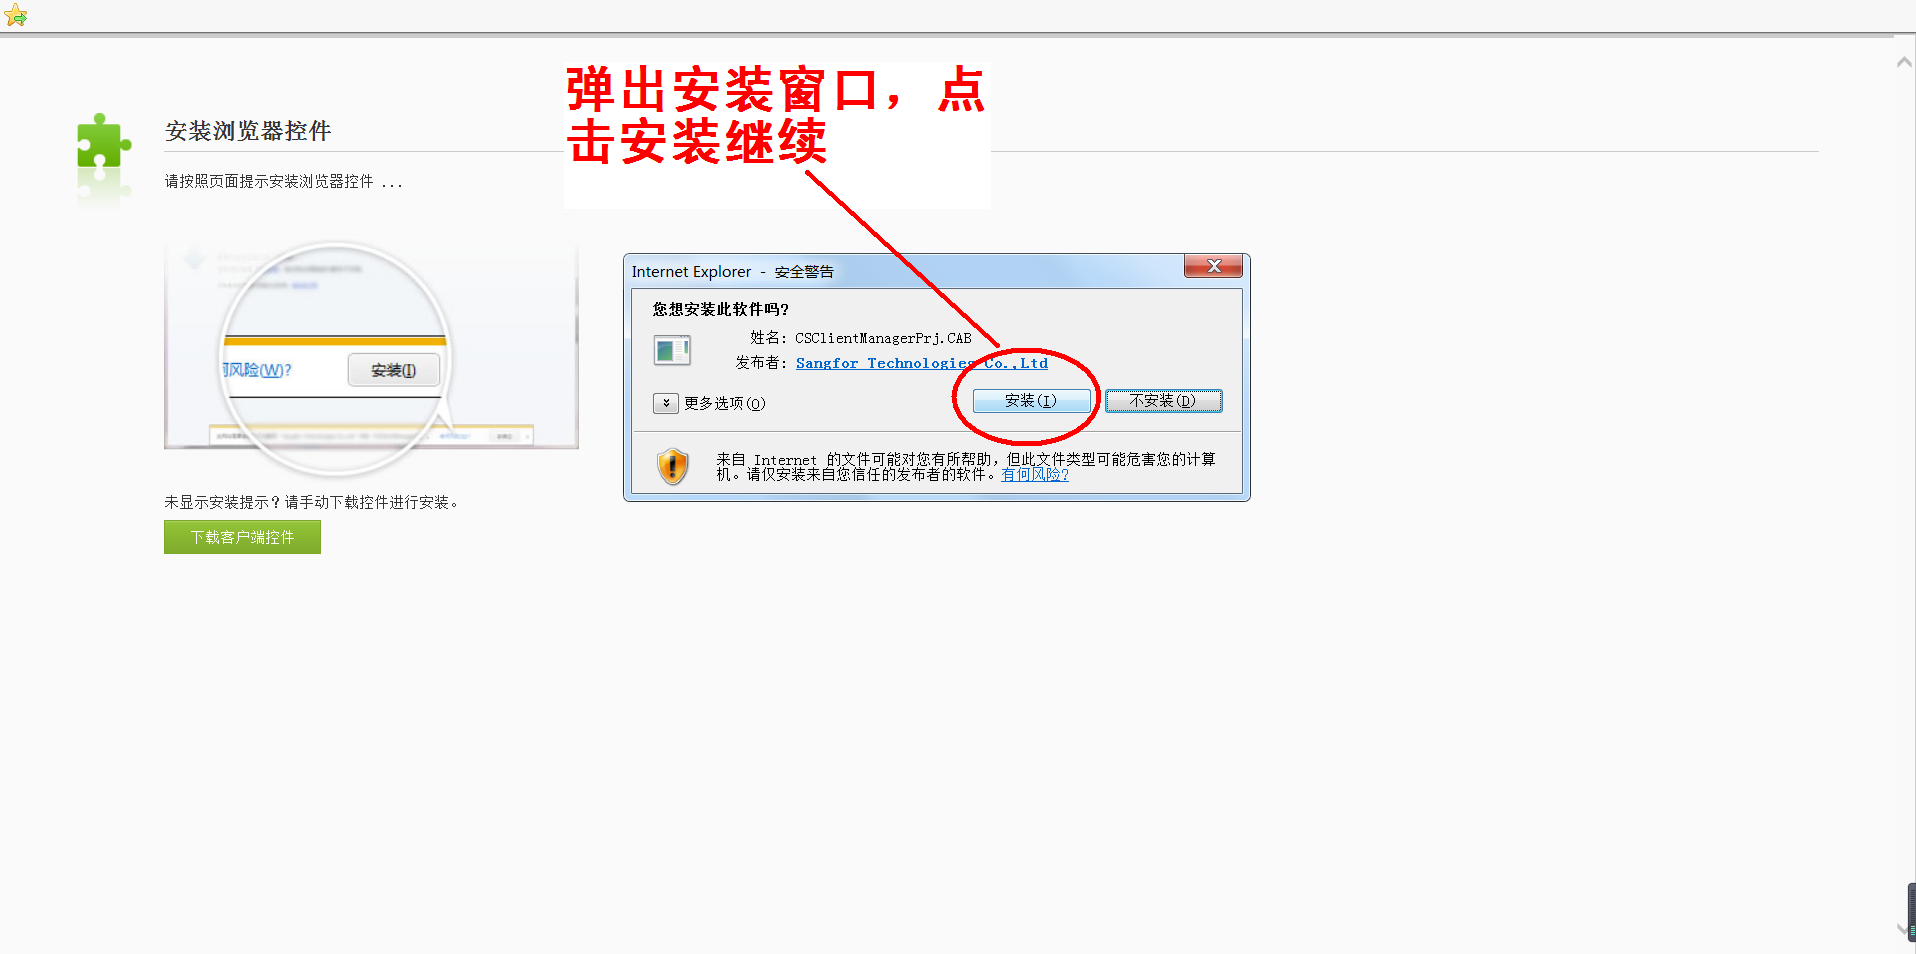 弹出安装窗口，点
击安装继续
安装浏览器控件
请按照页面提示安装浏览器控件 ...
何风险(W)?
安装(I)
未显示安装提示？请手动下载控件进行安装。
下载客户端控件
Internet Explorer - 安全警告
您想安装此软件吗?
姓名: CSClientManagerPrj.CAB
发布者: Sangfor Technologies Co.,Ltd
更多选项(O)
安装(I)
不安装(D)
来自 Internet 的文件可能对您有所帮助，但此文件类型可能危害您的计算
机。请仅安装来自您信任的发布者的软件。有何风险?